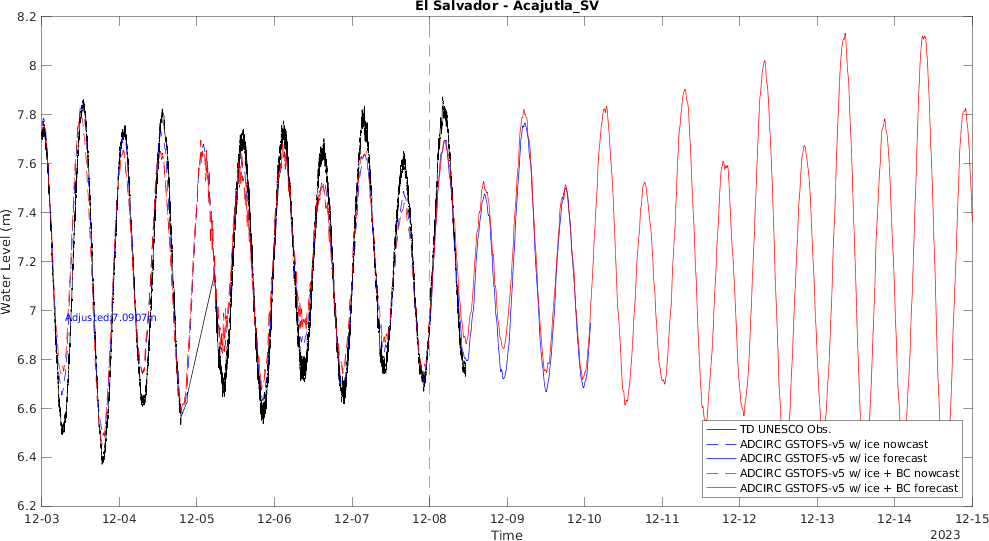 El Salvador - Acajutla_SV
8.2
8
7.8
7.6
7.4
7.2
7
6.8
6.6
6.4
6.2
Water Level (m)
Adjusted:7.0907m
TD UNESCO Obs.
ADCIRC GSTOFS-v5 w/ ice nowcast
ADCIRC GSTOFS-v5 w/ ice forecast
ADCIRC GSTOFS-v5 w/ ice + BC nowcast
ADCIRC GSTOFS-v5 w/ ice + BC forecast
12-03 12-04 12-05 12-06 12-07 12-08 12-09 12-10 12-11 12-12 12-13 12-14 12-15
Time
2023